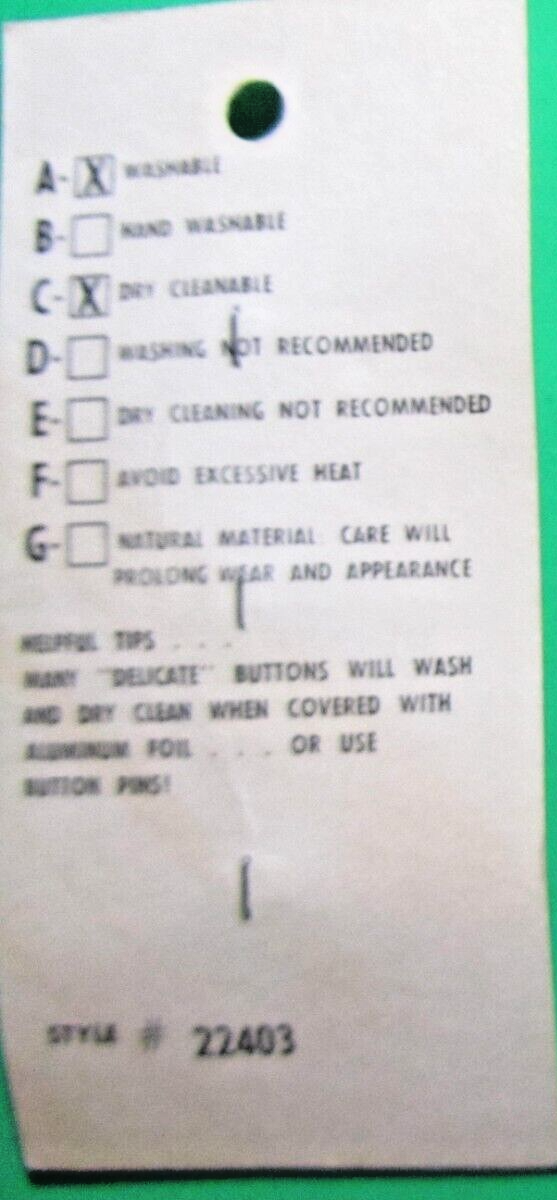 A- X WASHABLE
B- HAND WASHABLE
C- X DRY CLEANABLE
D- WASHING NOT RECOMMENDED
E- DRY CLEANING NOT RECOMMENDED
F- AVOID EXCESSIVE HEAT
G- NATURAL MATERIAL. CARE WILL
PROLONG WEAR AND APPEARANCE
HELPFUL TIPS . . .
MANY "DELICATE" BUTTONS WILL WASH
AND DRY CLEAN WHEN COVERED WITH
ALUMINUM FOIL . . . OR USE
BUTTON PINS!
STYLE # 22403